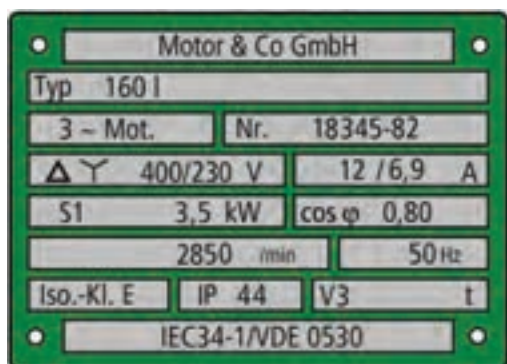 Motor & Co GmbH
Typ 160 l
3 ~ Mot. Nr. 18345-82
Δ Y 400/230 V 12 / 6,9 A
S1 3,5 kW cos φ 0,80
2850 /min 50 Hz
Iso.-Kl. E IP 44 V3 t
IEC34-1/VDE 0530